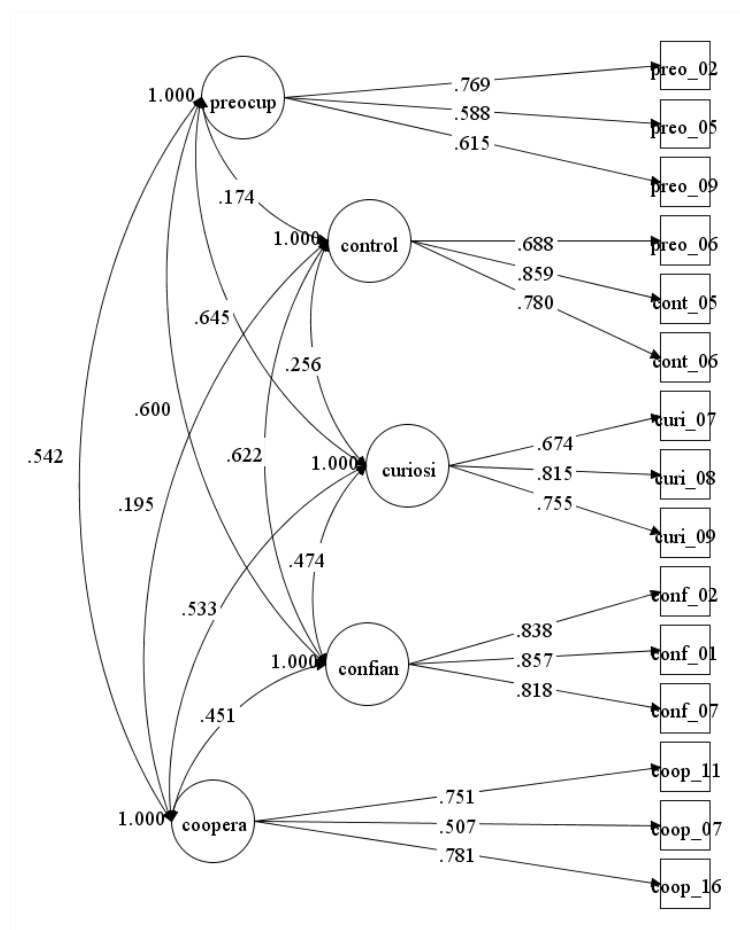 preo_02
1.000
preocup
.769
.588
preo_05
.615
preo_09
.174
1.000
control
.688
preo_06
.859
cont_05
.780
cont_06
.645
.256
.600
curi_07
.674
.542
.622
1.000
curiosi
.815
curi_08
.195
.755
curi_09
.474
conf_02
.533
.838
1.000
confian
.857
conf_01
.818
conf_07
.451
coop_11
.751
1.000
coopera
.507
coop_07
.781
coop_16